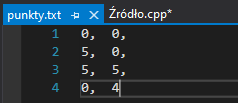 punkty.txt Źródło.cpp*
1 0, 0,
2 5, 0,
3 5, 5,
4 0, 4